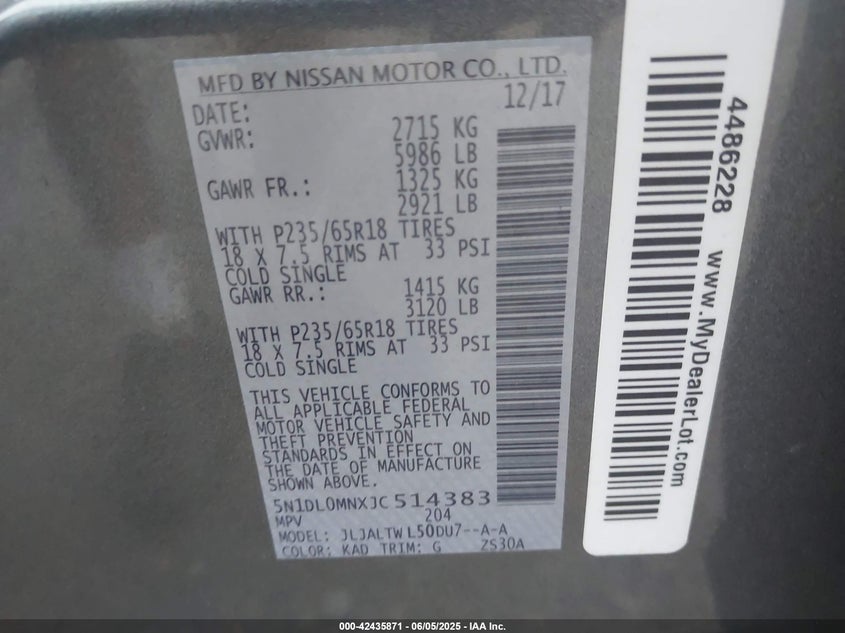 MFD BY NISSAN MOTOR CO., LTD.
DATE: 12/17
GVWR: 2715 KG
5986 LB
GAWR FR.: 1325 KG
2921 LB
WITH P235/65R18 TIRES
18 X 7.5 RIMS AT 33 PSI
COLD SINGLE
GAWR RR.: 1415 KG
3120 LB
WITH P235/65R18 TIRES
18 X 7.5 RIMS AT 33 PSI
COLD SINGLE
THIS VEHICLE CONFORMS TO
ALL APPLICABLE FEDERAL
MOTOR VEHICLE SAFETY AND
THEFT PREVENTION
STANDARDS IN EFFECT ON
THE DATE OF MANUFACTURE
SHOWN ABOVE.
5N1DL0MNXJC514383
MPV 204
MODEL: JLJALTWL50DU7--A-A
COLOR: KAD TRIM: G ZS30A
4486228 www.MyDealerLot.com
000-42435871 - 06/05/2025 - IAA Inc.